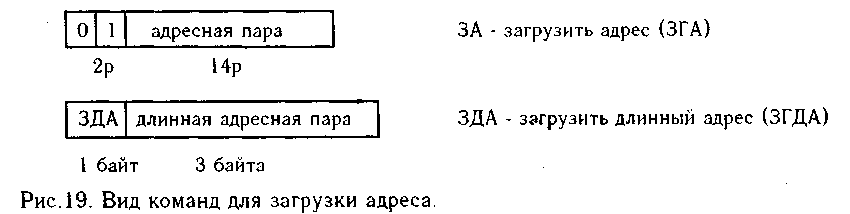 0 1 адресная пара ЗА - загрузить адрес (ЗГА)
2р 14р
ЗДА длинная адресная пара ЗДА - загрузить длинный адрес (ЗГДА)
1 байт 3 байта
Рис.19. Вид команд для загрузки адреса.